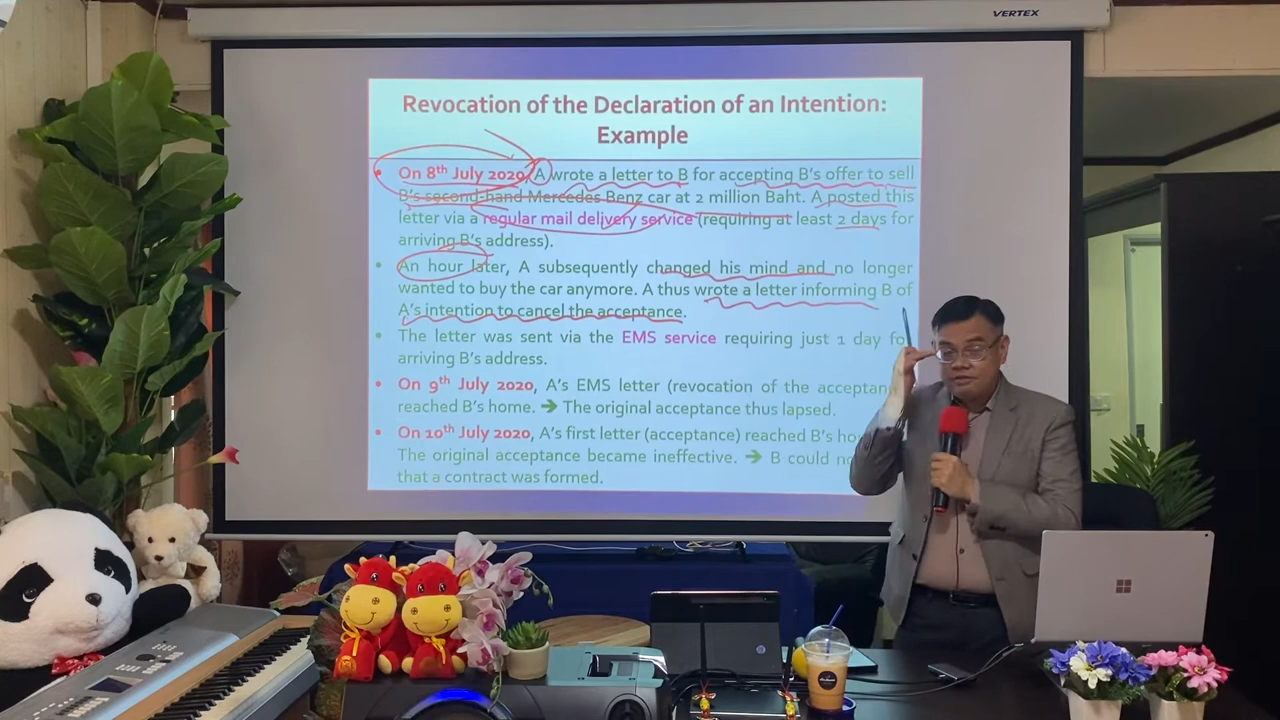 VERTEX
Revocation of the Declaration of an Intention:
Example
• On 8th July 2020, A wrote a letter to B for accepting B's offer to sell
B's second-hand Mercedes Benz car at 2 million Baht. A posted this
letter via a regular mail delivery service (requiring at least 2 days for
arriving B's address).
• An hour later, A subsequently changed his mind and no longer
wanted to buy the car anymore. A thus wrote a letter informing B of
A's intention to cancel the acceptance.
• The letter was sent via the EMS service requiring just 1 day fo
arriving B's address.
• On 9th July 2020, A's EMS letter (revocation of the acceptan
reached B's home. ➔ The original acceptance thus lapsed.
• On 10th July 2020, A's first letter (acceptance) reached B's ho
The original acceptance became ineffective. ➔ B could no
that a contract was formed.